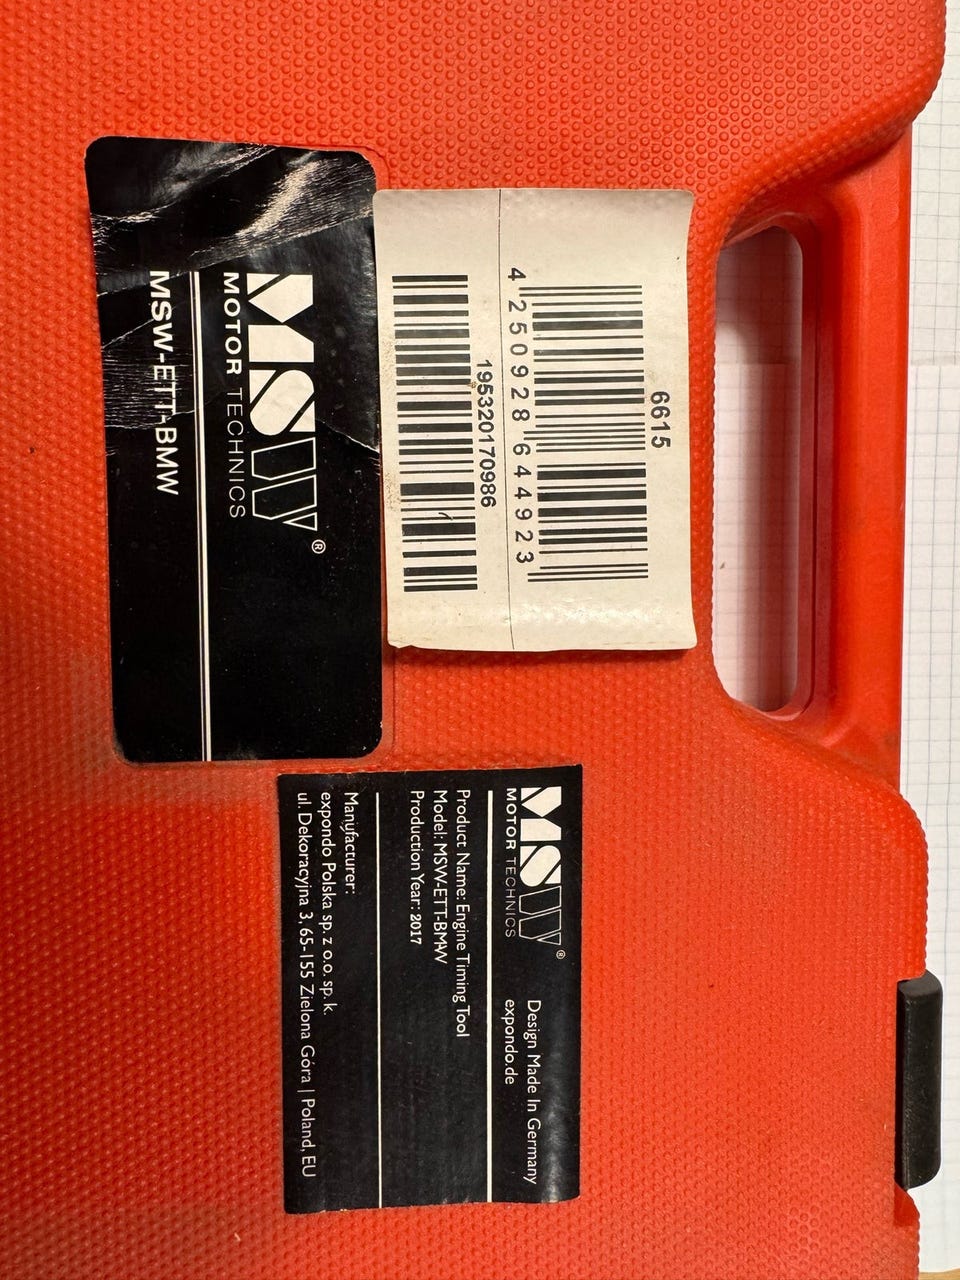 MSW®
MOTOR TECHNICS
MSW-ETT-BMW
6615
4 250928 644923
195320170986
MSW®
MOTOR TECHNICS
Design Made In Germany
expondo.de
Product Name: Engine Timing Tool
Model: MSW-ETT-BMW
Production Year: 2017
Manufacturer:
expondo Polska sp. z o.o. sp. k.
ul. Dekoracyjna 3, 65-155 Zielona Góra | Poland, EU